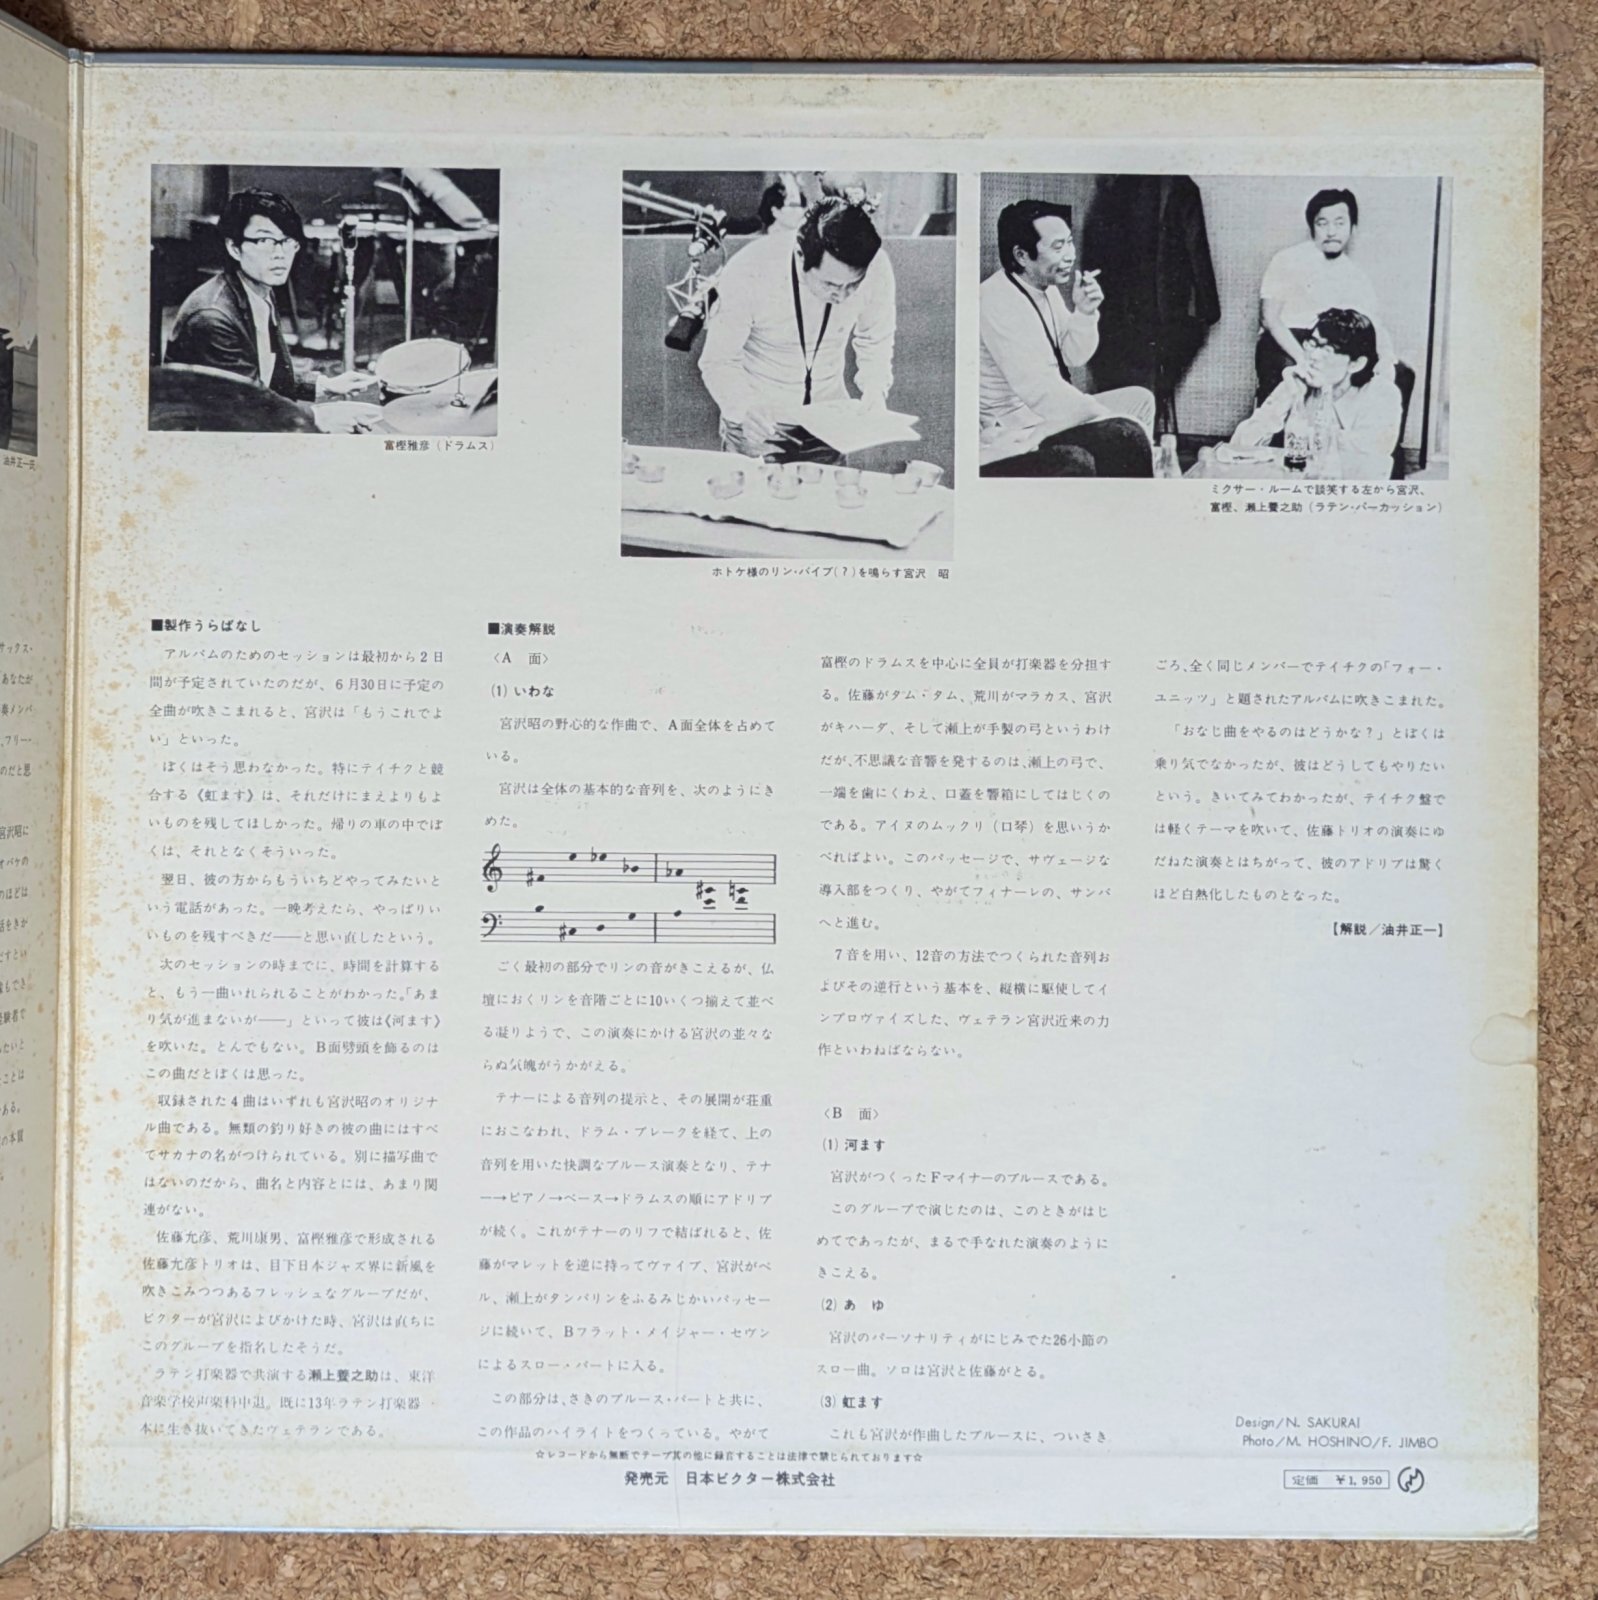 油井正一氏
富樫雅彦(ドラムス)
ホトケ様のリン・パイプ(?)を鳴らす宮沢 昭
ミクサー・ルームで談笑する左から宮沢、
富樫、瀬上養之助(ラテン・パーカッション)
■製作うらばなし
アルバムのためのセッションは最初から2日
間が予定されていたのだが、6月30日に予定の
全曲が吹きこまれると、宮沢は「もうこれでよ
い」といった。
ぼくはそう思わなかった。特にテイチクと競
合する《虹ます》は、それだけにまえよりもよ
いものを残してほしかった。帰りの車の中でぼ
くは、それとなくそういった。
翌日、彼の方からもういちどやってみたいと
いう電話があった。一晩考えたら、やっぱりい
いものを残すべきだ——と思い直したという。
次のセッションの時までに、時間を計算する
と、もう一曲いれられることがわかった。「あま
り気が進まないが——」といって彼は《河ます》
を吹いた。とんでもない。B面劈頭を飾るのは
この曲だとぼくは思った。
収録された4曲はいずれも宮沢昭のオリジナ
ル曲である。無類の釣り好きの彼の曲にはすべ
てサカナの名がつけられている。別に描写曲で
はないのだから、曲名と内容とには、あまり関
連がない。
佐藤允彦、荒川康男、富樫雅彦で形成される
佐藤允彦トリオは、目下日本ジャズ界に新風を
吹きこみつつあるフレッシュなグループだが、
ビクターが宮沢によびかけた時、宮沢は直ちに
このグループを指名したそうだ。
ラテン打楽器で共演する瀬上養之助は、東洋
音楽学校声楽科中退。既に13年ラテン打楽器一
本に生き抜いてきたヴェテランである。
■演奏解説
〈A 面〉
(1) いわな
宮沢昭の野心的な作曲で、A面全体を占めて
いる。
宮沢は全体の基本的な音列を、次のようにき
めた。
ごく最初の部分でリンの音がきこえるが、仏
壇におくリンを音階ごとに10いくつ揃えて並べ
る凝りようで、この演奏にかける宮沢の並々な
らぬ気魄がうかがえる。
テナーによる音列の提示と、その展開が荘重
におこなわれ、ドラム・ブレークを経て、上の
音列を用いた快調なブルース演奏となり、テナ
ー→ピアノ→ベース→ドラムスの順にアドリブ
が続く。これがテナーのリフで結ばれると、佐
藤がマレットを逆に持ってヴァイブ、宮沢がベ
ル、瀬上がタンバリンをふるみじかいパッセー
ジに続いて、Bフラット・メイジャー・セヴン
によるスロー・パートに入る。
この部分は、さきのブルース・パートと共に、
この作品のハイライトをつくっている。やがて
富樫のドラムスを中心に全員が打楽器を分担す
る。佐藤がタム・タム、荒川がマラカス、宮沢
がキハーダ、そして瀬上が手製の弓というわけ
だが、不思議な音響を発するのは、瀬上の弓で、
一端を歯にくわえ、口蓋を響箱にしてはじくの
である。アイヌのムックリ(口琴)を思いうか
べればよい。このパッセージで、サヴェージな
導入部をつくり、やがてフィナーレの、サンバ
へと進む。
7音を用い、12音の方法でつくられた音列お
よびその逆行という基本を、縦横に駆使してイ
ンプロヴァイズした、ヴェテラン宮沢近来の力
作といわねばならない。
〈B 面〉
(1) 河ます
宮沢がつくったFマイナーのブルースである。
このグループで演じたのは、このときがはじ
めてであったが、まるで手なれた演奏のように
きこえる。
(2) あ ゆ
宮沢のパーソナリティがにじみでた26小節の
スロー曲。ソロは宮沢と佐藤がとる。
(3) 虹ます
これも宮沢が作曲したブルースに、ついさき
ごろ、全く同じメンバーでテイチクの「フォー・
ユニッツ」と題されたアルバムに吹きこまれた。
「おなじ曲をやるのはどうかな?」とぼくは
乗り気でなかったが、彼はどうしてもやりたい
という。きいてみてわかったが、テイチク盤で
は軽くテーマを吹いて、佐藤トリオの演奏にゆ
だねた演奏とはちがって、彼のアドリブは驚く
ほど白熱化したものとなった。
【解説/油井正一】
Design/N. SAKURAI
Photo/M. HOSHINO/F. JIMBO
☆レコードから無断でテープ其の他に録音することは法律で禁じられております☆
発売元 日本ビクター株式会社
定価 ¥1,950